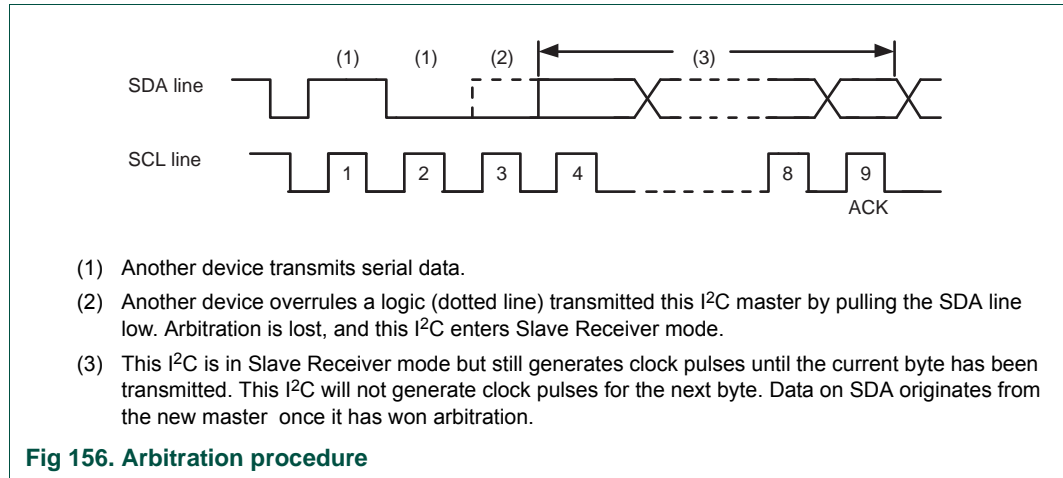 (1) (1) (2) (3)
SDA line
SCL line
1 2 3 4 8 9
ACK
(1) Another device transmits serial data.
(2) Another device overrules a logic (dotted line) transmitted this I2C master by pulling the SDA line
low. Arbitration is lost, and this I2C enters Slave Receiver mode.
(3) This I2C is in Slave Receiver mode but still generates clock pulses until the current byte has been
transmitted. This I2C will not generate clock pulses for the next byte. Data on SDA originates from
the new master once it has won arbitration.
Fig 156. Arbitration procedure